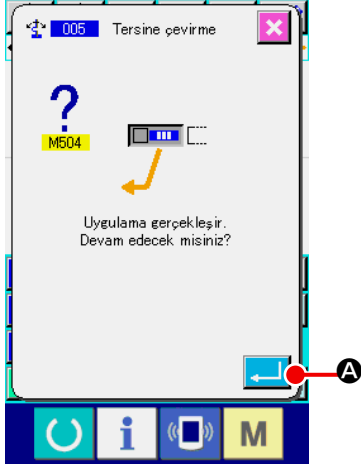 005 Tersine çevirme
?
M504
Uygulama gerçekleşir.
Devam edecek misiniz?
A
i
M